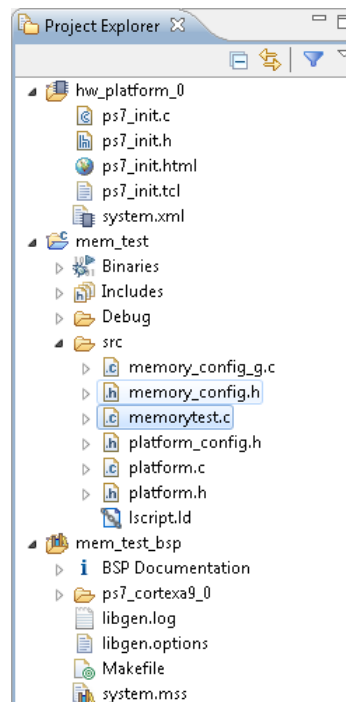 Project Explorer
hw_platform_0
ps7_init.c
ps7_init.h
ps7_init.html
ps7_init.tcl
system.xml
mem_test
Binaries
Includes
Debug
src
memory_config_g.c
memory_config.h
memorytest.c
platform_config.h
platform.c
platform.h
lscript.ld
mem_test_bsp
BSP Documentation
ps7_cortexa9_0
libgen.log
libgen.options
Makefile
system.mss